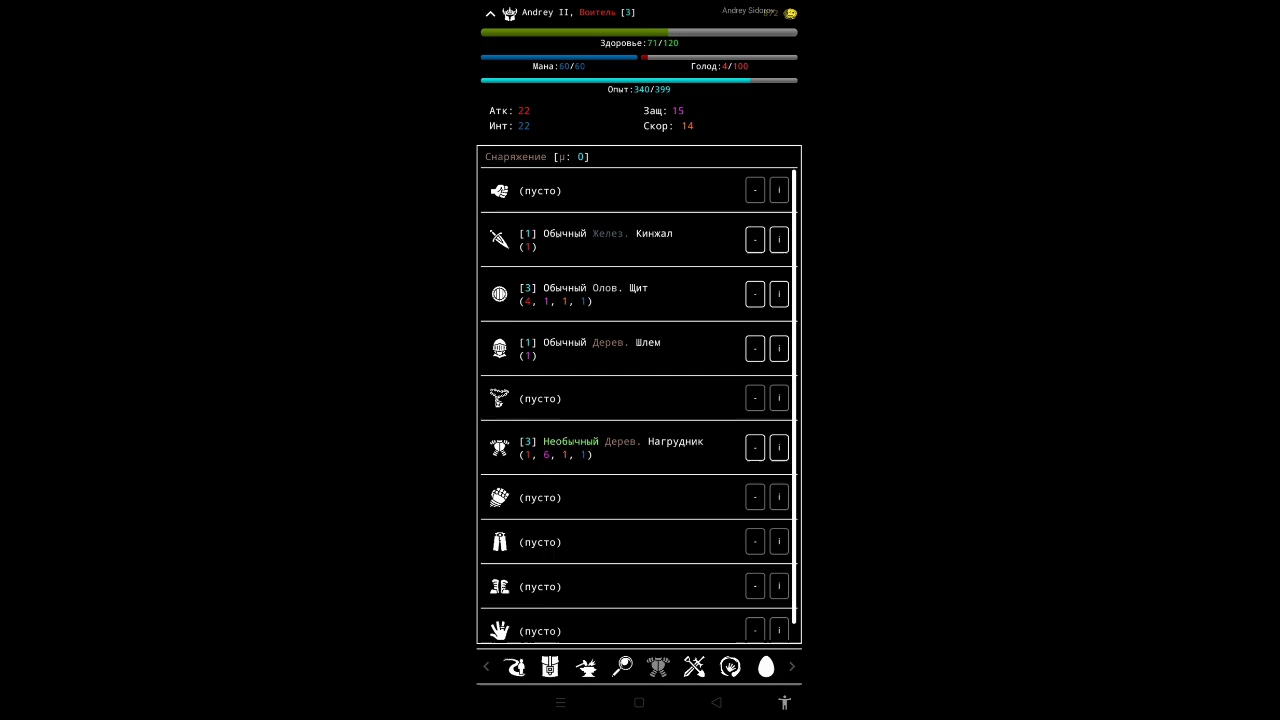 Andrey II, Воитель [3]
Andrey Sidorov
Здоровье:71/120
Мана:60/60
Голод:4/100
Опыт:340/399
Атк: 22
Защ: 15
Инт: 22
Скор: 14
Снаряжение [μ: 0]
(пусто) - i
[1] Обычный Желез. Кинжал - i
(1)
[3] Обычный Олов. Щит - i
(4, 1, 1, 1)
[1] Обычный Дерев. Шлем - i
(1)
(пусто) - i
[3] Необычный Дерев. Нагрудник - i
(1, 6, 1, 1)
(пусто) - i
(пусто) - i
(пусто) - i
(пусто) - i